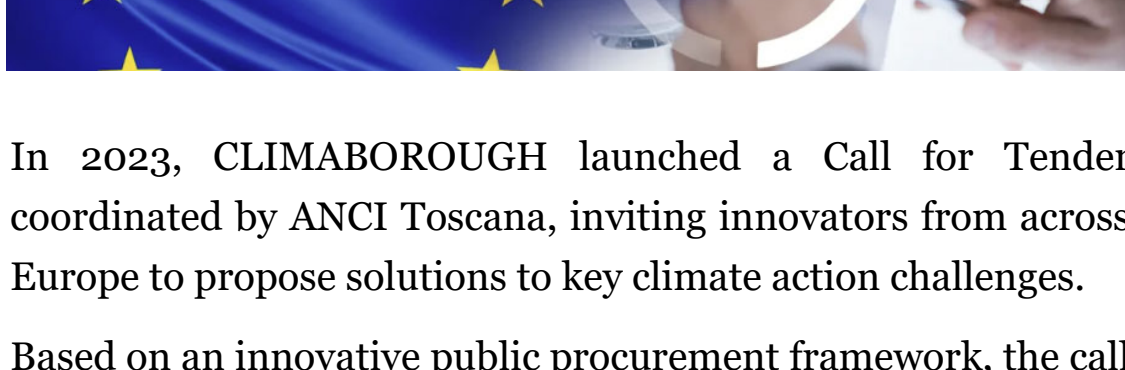 In 2023, CLIMABOROUGH launched a Call for Tender
coordinated by ANCI Toscana, inviting innovators from across
Europe to propose solutions to key climate action challenges.
Based on an innovative public procurement framework, the call